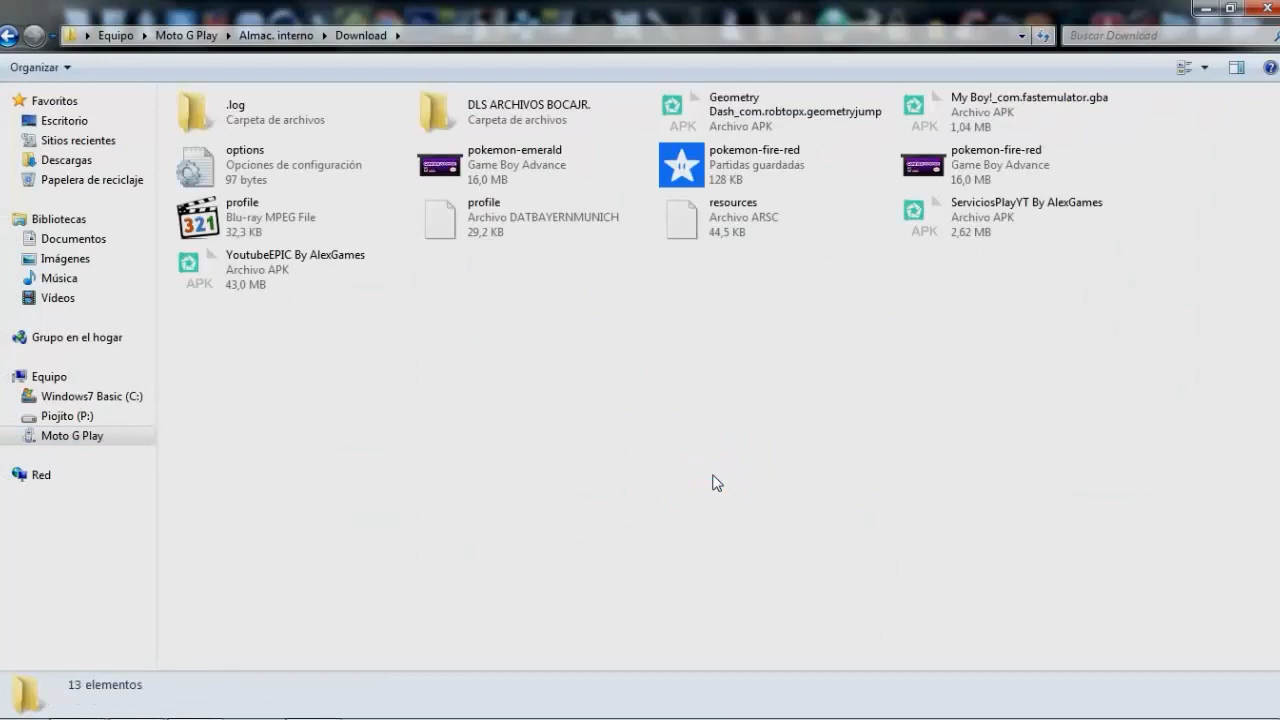 Equipo
Moto G Play
Almac. interno
Download
Buscar Download
Organizar
Favoritos
Escritorio
Sitios recientes
Descargas
Papelera de reciclaje
Bibliotecas
Documentos
Imágenes
Música
Vídeos
Grupo en el hogar
Equipo
Windows7 Basic (C:)
Piojito (P:)
Moto G Play
Red
.log
Carpeta de archivos
DLS ARCHIVOS BOCAJR.
Carpeta de archivos
APK
Geometry
Dash_com.robtopx.geometryjump
Archivo APK
APK
My Boy!_com.fastemulator.gba
Archivo APK
1,04 MB
options
Opciones de configuración
97 bytes
pokemon-emerald
Game Boy Advance
16,0 MB
pokemon-fire-red
Partidas guardadas
128 KB
pokemon-fire-red
Game Boy Advance
16,0 MB
321
profile
Blu-ray MPEG File
32,3 KB
profile
Archivo DATBAYERNMUNICH
29,2 KB
resources
Archivo ARSC
44,5 KB
APK
ServiciosPlayYT By AlexGames
Archivo APK
2,62 MB
APK
YoutubeEPIC By AlexGames
Archivo APK
43,0 MB
13 elementos